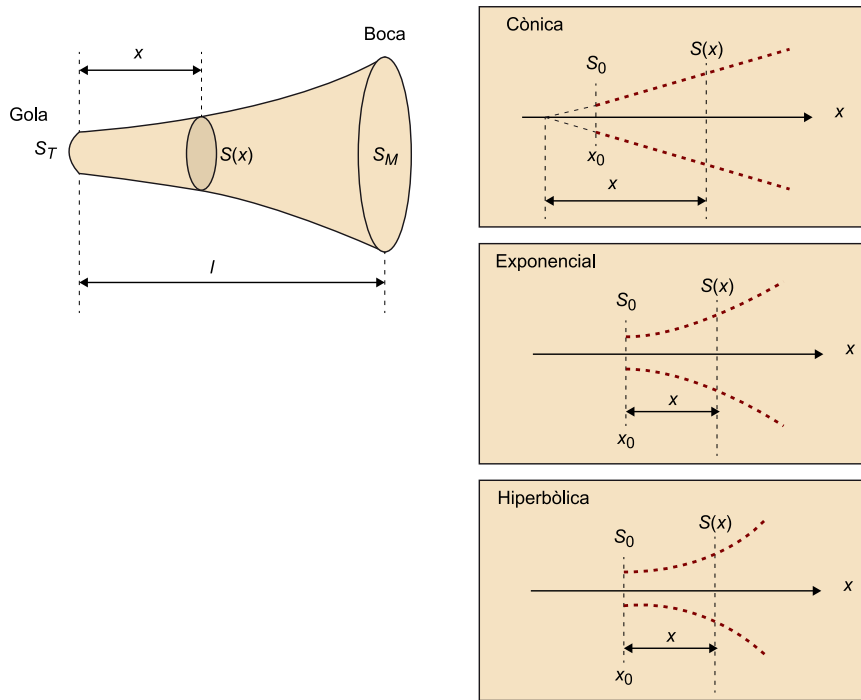 Boca
x
Gola
S_T
S(x)
S_M
l
Cònica
S(x)
S_0
x
x_0
x
Exponencial
S(x)
S_0
x
x
x_0
Hiperbòlica
S(x)
S_0
x
x
x_0